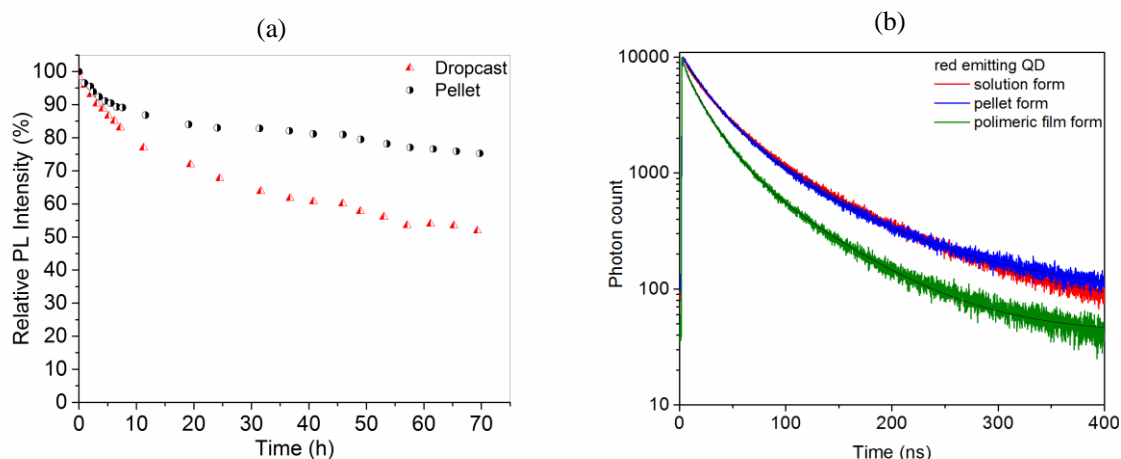 (a)
100
90
80
70
60
50
40
30
20
10
0
Relative PL Intensity (%)
Dropcast
Pellet
0 10 20 30 40 50 60 70
Time (h)
(b)
10000
1000
100
10
Photon count
red emitting QD
solution form
pellet form
polimeric film form
0 100 200 300 400
Time (ns)